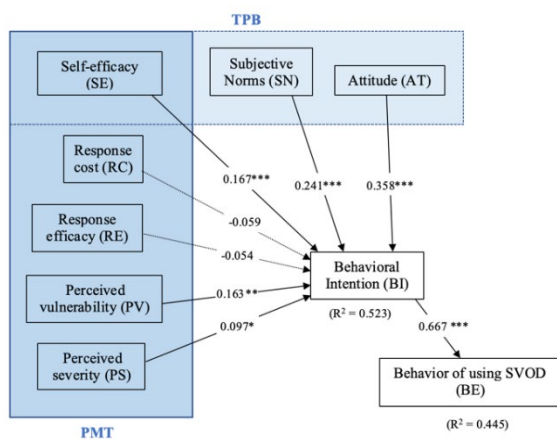 TPB
Self-efficacy
(SE)
Subjective
Norms (SN)
Attitude (AT)
Response
cost (RC)
0.167***
0.241***
0.358***
-0.059
Response
efficacy (RE)
-0.054
Perceived
vulnerability (PV)
0.163 **
Behavioral
Intention (BI)
0.097*
(R² = 0.523)
0.667 ***
Perceived
severity (PS)
Behavior of using SVOD
(BE)
(R² = 0.445)
PMT